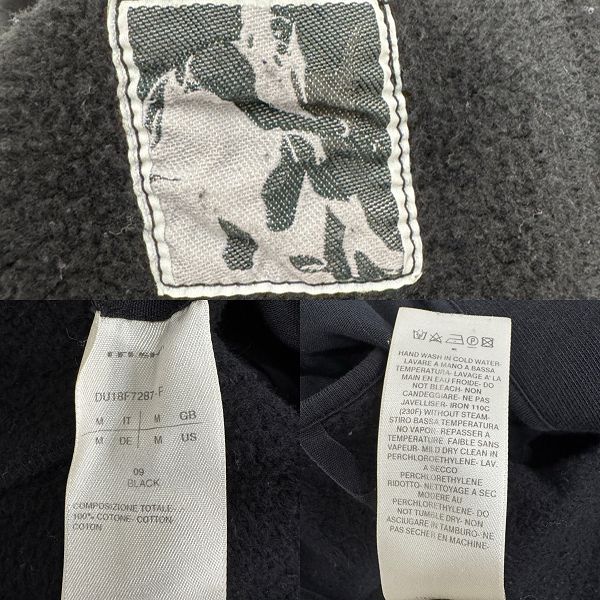 DU18F7287-F
M IT M GB
M DE M US
09
BLACK
COMPOSIZIONE TOTALE-
100% COTONE- COTTON-
COTON
HAND WASH IN COLD WATER-
LAVARE A MANO A BASSA
TEMPERATURA- LAVAGE A'LA
MAIN EN EAU FROIDE- DO
NOT BLEACH- NON
CANDEGGIARE- NE PAS
JAVELLISER- IRON 110C
(230F) WITHOUT STEAM-
STIRO BASSA TEMPERATURA
NO VAPOR- REPASSER A
TEMPERATURE FAIBLE SANS
VAPEUR- MILD DRY CLEAN IN
PERCHLOROETHYLENE- LAV.
A SECCO
PERCHLORETHYLENE
RIDOTTO- NETTOYAGE A SEC
MODERE AU
PERCHLORETHYLENE- DO
NOT TUMBLE DRY- NON
ASCIUGARE IN TAMBURO- NE
PAS SECHER EN MACHINE-